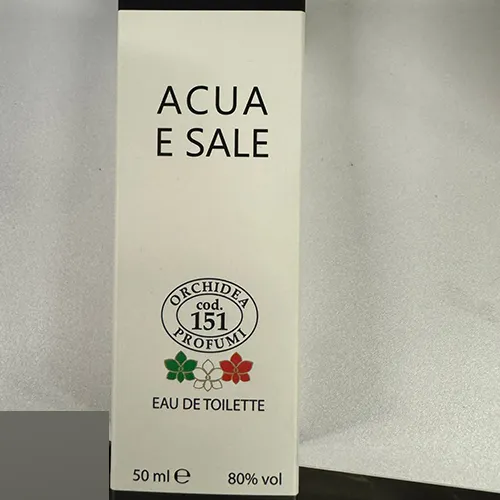 ACUA
E SALE
ORCHIDEA
cod.
151
PROFUMI
EAU DE TOILETTE
50 ml ℮ 80% vol